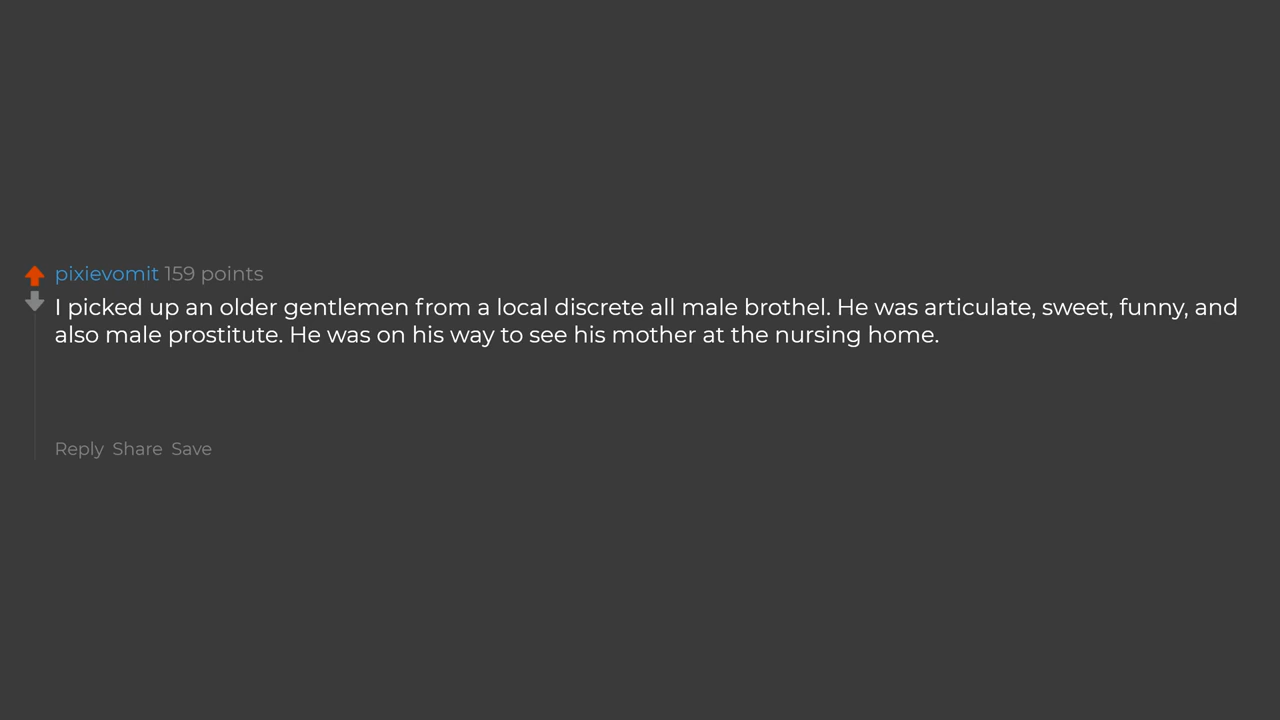 pixievomit 159 points
I picked up an older gentlemen from a local discrete all male brothel. He was articulate, sweet, funny, and
also male prostitute. He was on his way to see his mother at the nursing home.
Reply Share Save